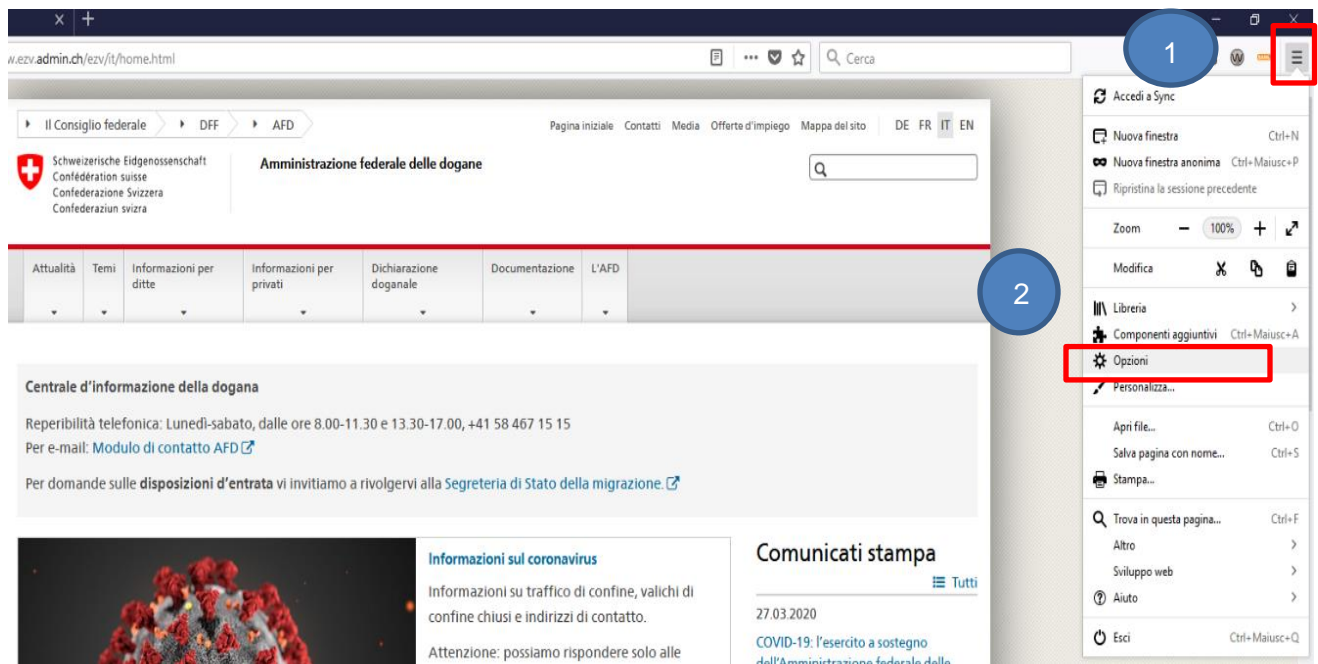 × +
w.ezv.admin.ch/ezv/it/home.html
Cerca
1
Il Consiglio federale
DFF
AFD
Pagina iniziale Contatti Media Offerte d'impiego Mappa del sito
DE FR IT EN
Schweizerische Eidgenossenschaft
Confédération suisse
Confederazione Svizzera
Confederaziun svizra
Amministrazione federale delle dogane
Attualità
Temi
Informazioni per
ditte
Informazioni per
privati
Dichiarazione
doganale
Documentazione
L'AFD
2
Centrale d'informazione della dogana
Reperibilità telefonica: Lunedì-sabato, dalle ore 8.00-11.30 e 13.30-17.00, +41 58 467 15 15
Per e-mail: Modulo di contatto AFD
Per domande sulle disposizioni d'entrata vi invitiamo a rivolgervi alla Segreteria di Stato della migrazione.
Informazioni sul coronavirus
Informazioni su traffico di confine, valichi di
confine chiusi e indirizzi di contatto.
Attenzione: possiamo rispondere solo alle
Comunicati stampa
Tutti
27.03.2020
COVID-19: l'esercito a sostegno
dell'Amministrazione federale delle
Accedi a Sync
Nuova finestra Ctrl+N
Nuova finestra anonima Ctrl+Maiusc+P
Ripristina la sessione precedente
Zoom − 100% +
Modifica
Libreria
Componenti aggiuntivi Ctrl+Maiusc+A
Opzioni
Personalizza...
Apri file... Ctrl+O
Salva pagina con nome... Ctrl+S
Stampa...
Trova in questa pagina... Ctrl+F
Altro
Sviluppo web
Aiuto
Esci Ctrl+Maiusc+Q